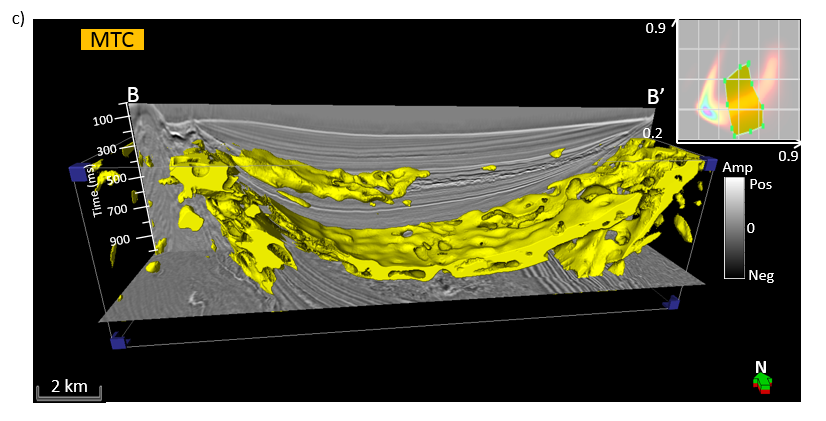 c)
MTC
0.9
B
B’
0.2
0.9
100
300
500
700
900
Time (ms)
Amp
Pos
0
Neg
2 km
N